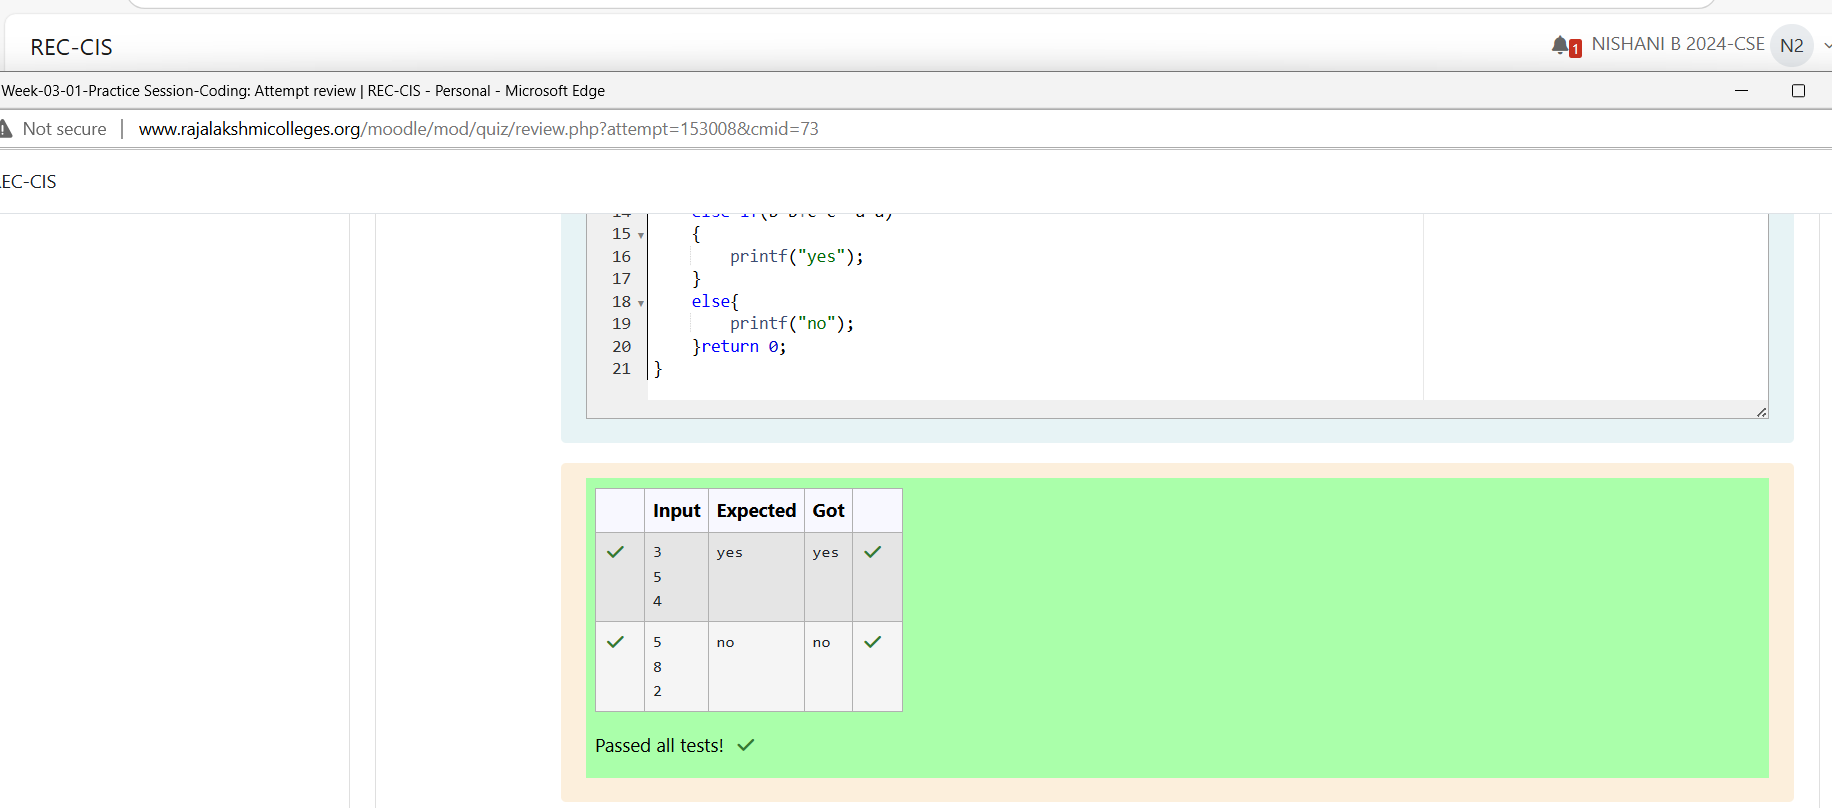 REC-CIS
1 NISHANI B 2024-CSE N2
Week-03-01-Practice Session-Coding: Attempt review | REC-CIS - Personal - Microsoft Edge
Not secure | www.rajalakshmicolleges.org/moodle/mod/quiz/review.php?attempt=153008&cmid=73
EC-CIS
15 {
16 printf("yes");
17 }
18 else{
19 printf("no");
20 }return 0;
21 }
Input Expected Got
3 yes yes
5
4
5 no no
8
2
Passed all tests!